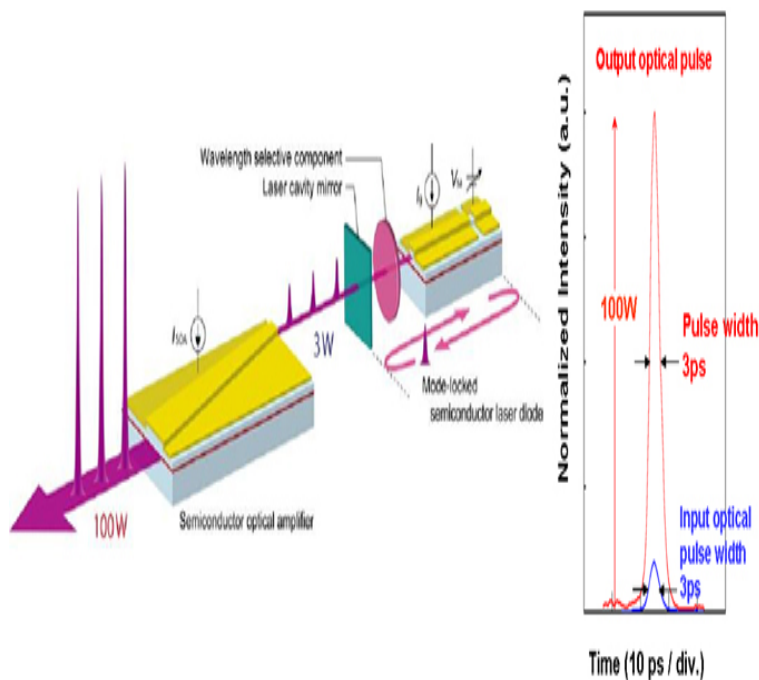 Wavelength selective component
Laser cavity mirror
I_g
V_sa
I_SOA
3W
Mode-locked
semiconductor laser diode
100W
Semiconductor optical amplifier
Normalized Intensity (a.u.)
Output optical pulse
100W
Pulse width
3ps
Input optical
pulse width
3ps
Time (10 ps / div.)